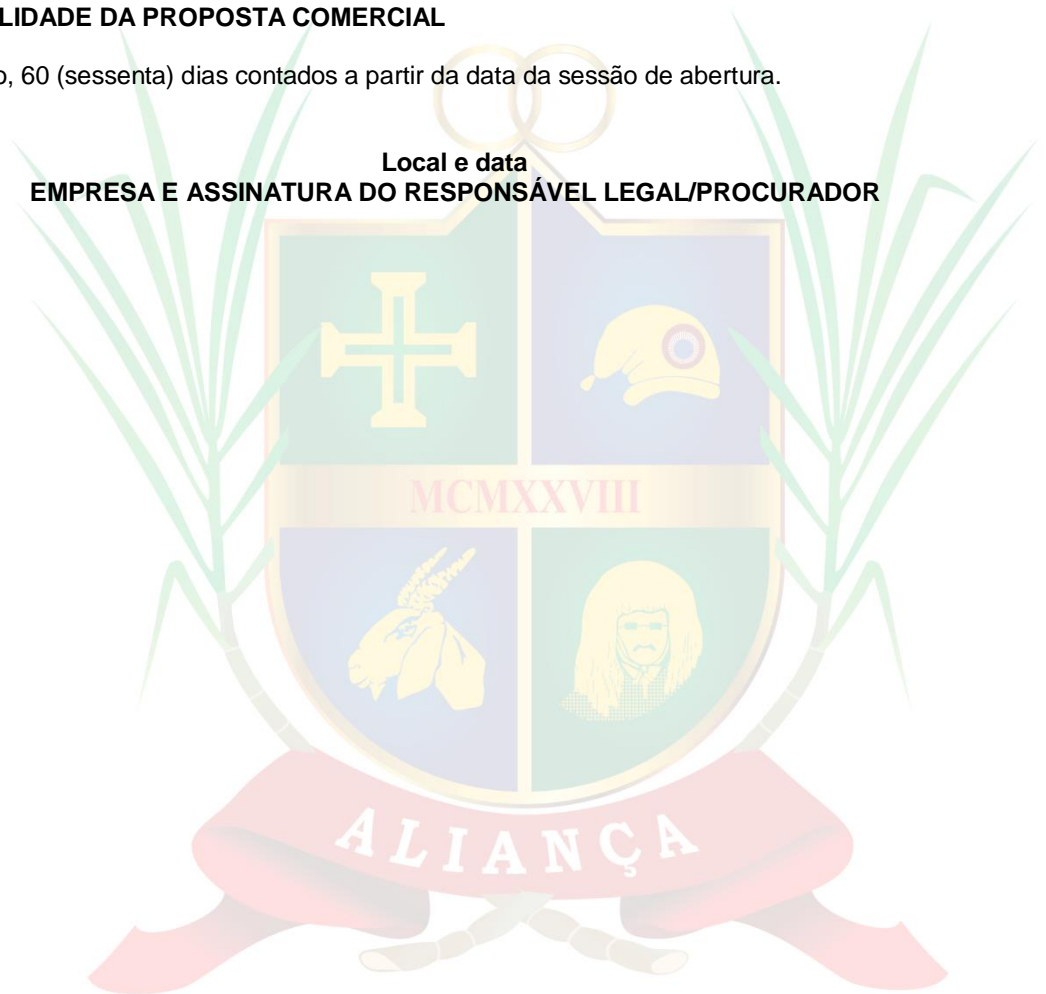 LIDADE DA PROPOSTA COMERCIAL
o, 60 (sessenta) dias contados a partir da data da sessão de abertura.
Local e data
EMPRESA E ASSINATURA DO RESPONSÁVEL LEGAL/PROCURADOR
MCMXXVIII
ALIANÇA